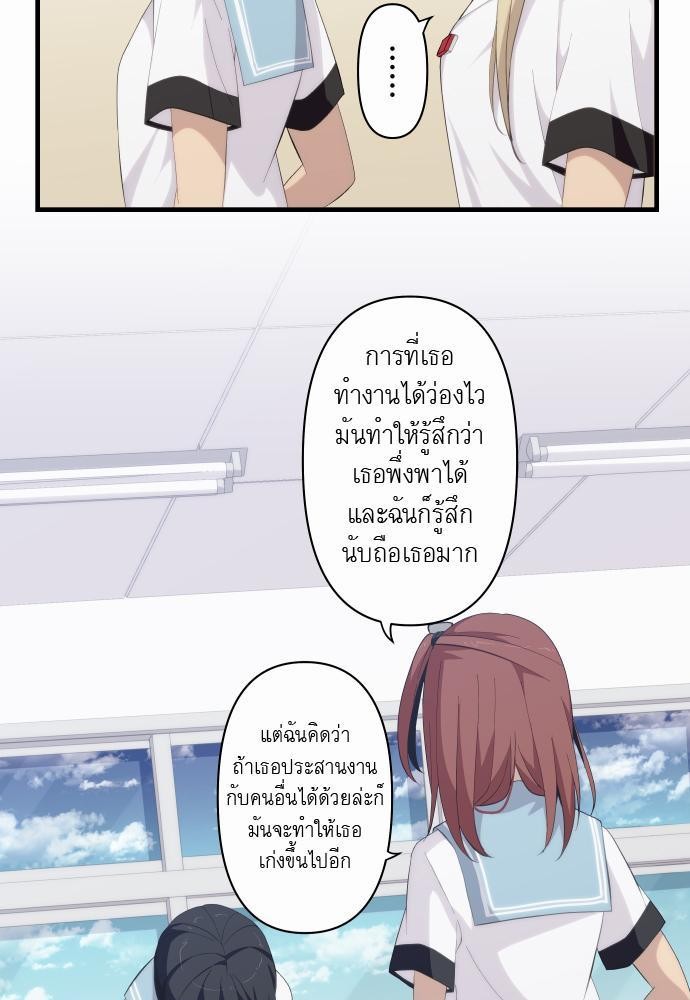 ......
การที่เธอ
ทำงานได้ว่องไว
มันทำให้รู้สึกว่า
เธอพึ่งพาได้
และฉันก็รู้สึก
นับถือเธอมาก
แต่ฉันคิดว่า
ถ้าเธอประสานงาน
กับคนอื่นได้ด้วยล่ะก็
มันจะทำให้เธอ
เก่งขึ้นไปอีก